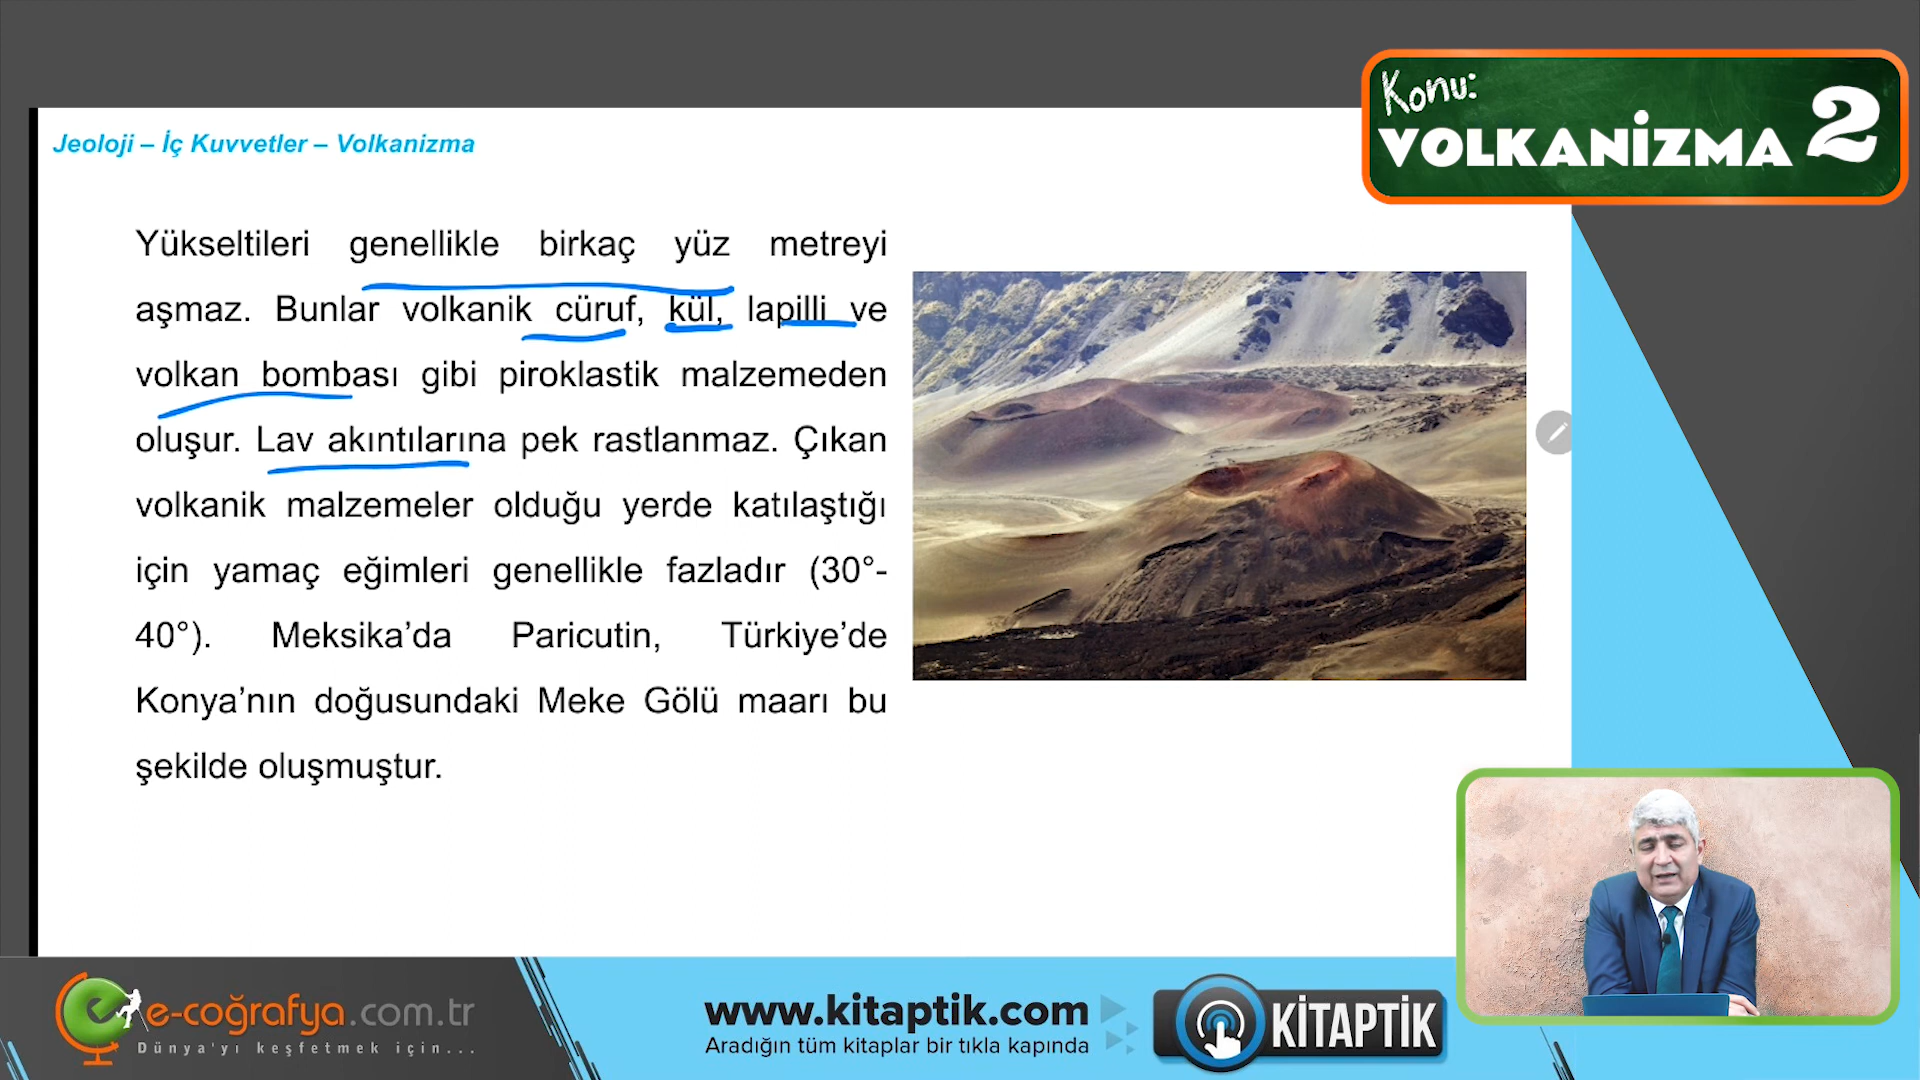 Konu:
VOLKANİZMA 2
Jeoloji – İç Kuvvetler – Volkanizma
Yükseltileri genellikle birkaç yüz metreyi
aşmaz. Bunlar volkanik cüruf, kül, lapilli ve
volkan bombası gibi piroklastik malzemeden
oluşur. Lav akıntılarına pek rastlanmaz. Çıkan
volkanik malzemeler olduğu yerde katılaştığı
için yamaç eğimleri genellikle fazladır (30°-
40°). Meksika’da Paricutin, Türkiye’de
Konya’nın doğusundaki Meke Gölü maarı bu
şekilde oluşmuştur.
e-coğrafya.com.tr
Dünya'yı keşfetmek için...
www.kitaptik.com
Aradığın tüm kitaplar bir tıkla kapında
KİTAPTİK